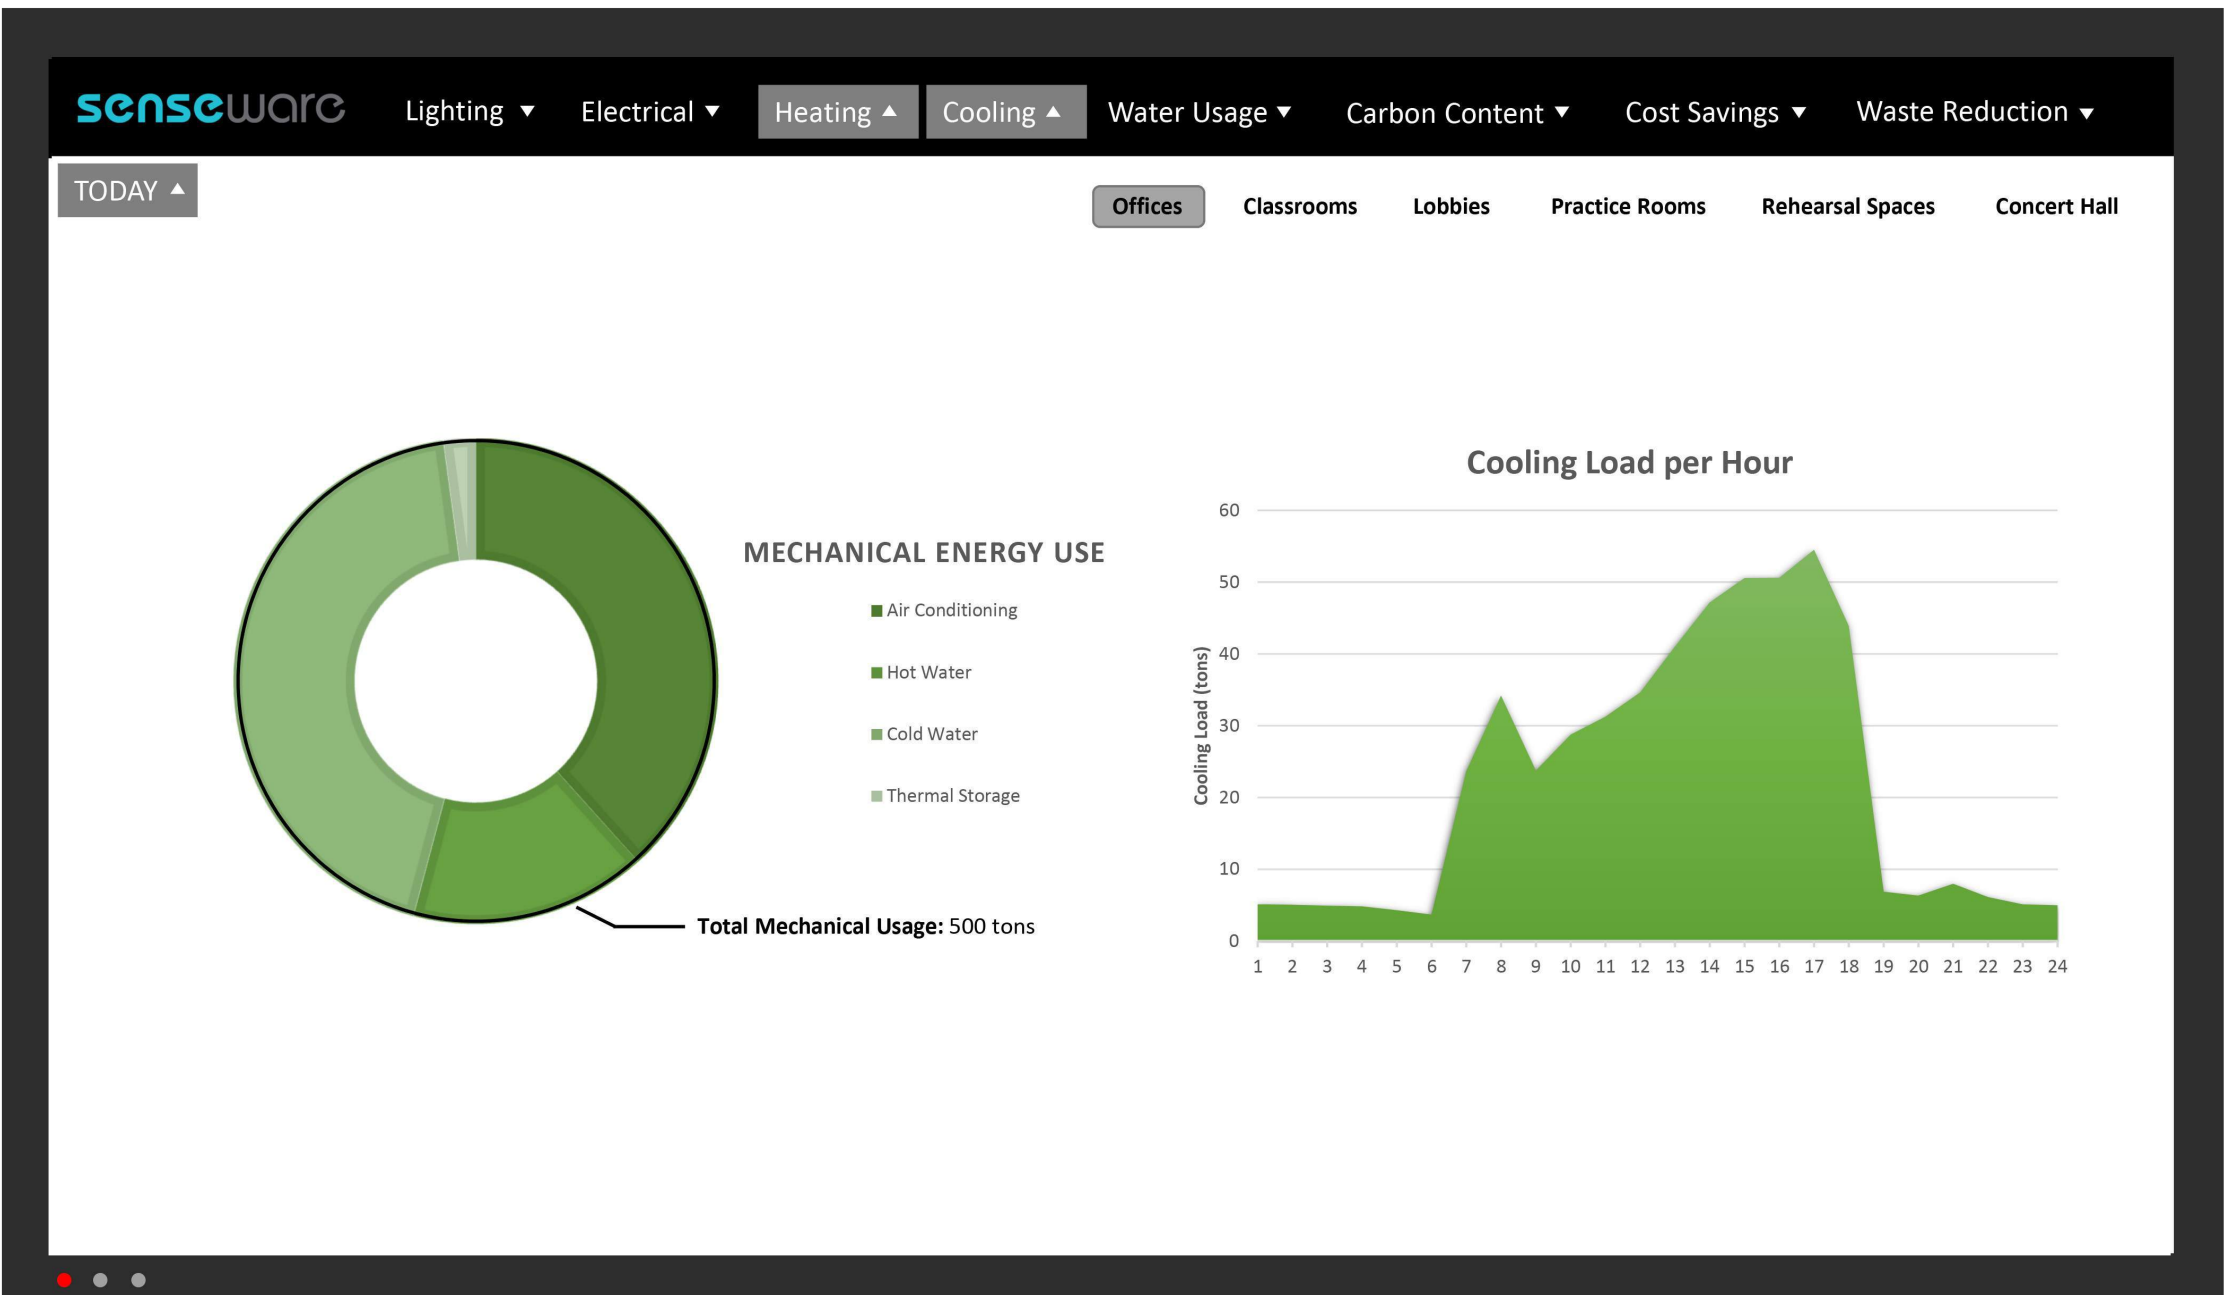 senseware Lighting ▼ Electrical ▼ Heating ▲ Cooling ▲ Water Usage ▼ Carbon Content ▼ Cost Savings ▼ Waste Reduction ▼
TODAY ▲
Offices Classrooms Lobbies Practice Rooms Rehearsal Spaces Concert Hall
MECHANICAL ENERGY USE
Air Conditioning
Hot Water
Cold Water
Thermal Storage
Total Mechanical Usage: 500 tons
Cooling Load per Hour
Cooling Load (tons)
60
50
40
30
20
10
0
1 2 3 4 5 6 7 8 9 10 11 12 13 14 15 16 17 18 19 20 21 22 23 24